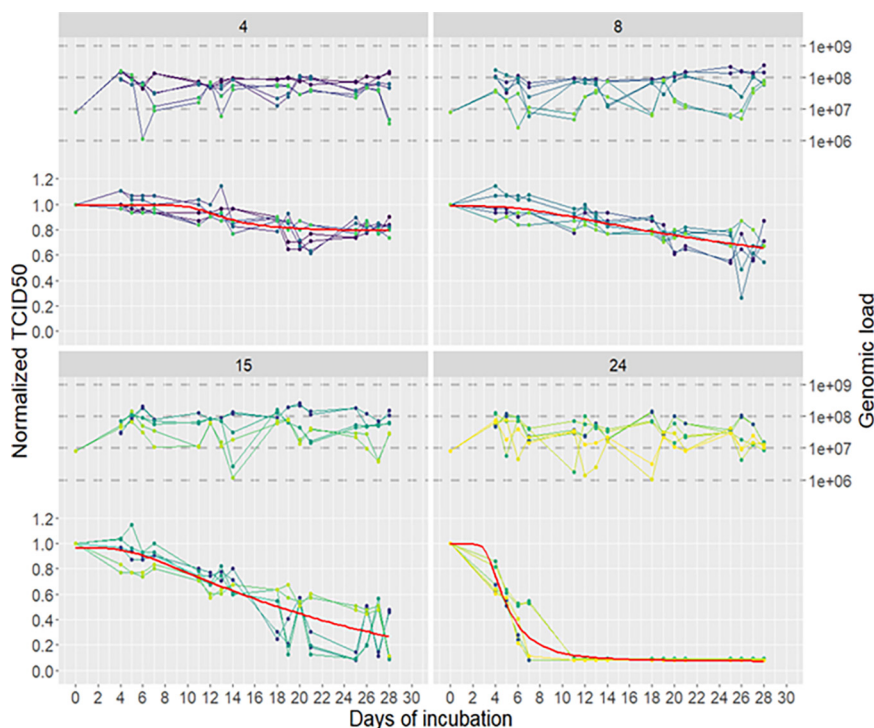 4 8
1e+09
1e+08
1e+07
1e+06
1.2
1.0
0.8
0.6
0.4
0.2
0.0
Normalized TCID50
Genomic load
15 24
1e+09
1e+08
1e+07
1e+06
1.2
1.0
0.8
0.6
0.4
0.2
0.0
0 2 4 6 8 10 12 14 16 18 20 22 24 26 28 30 0 2 4 6 8 10 12 14 16 18 20 22 24 26 28 30
Days of incubation